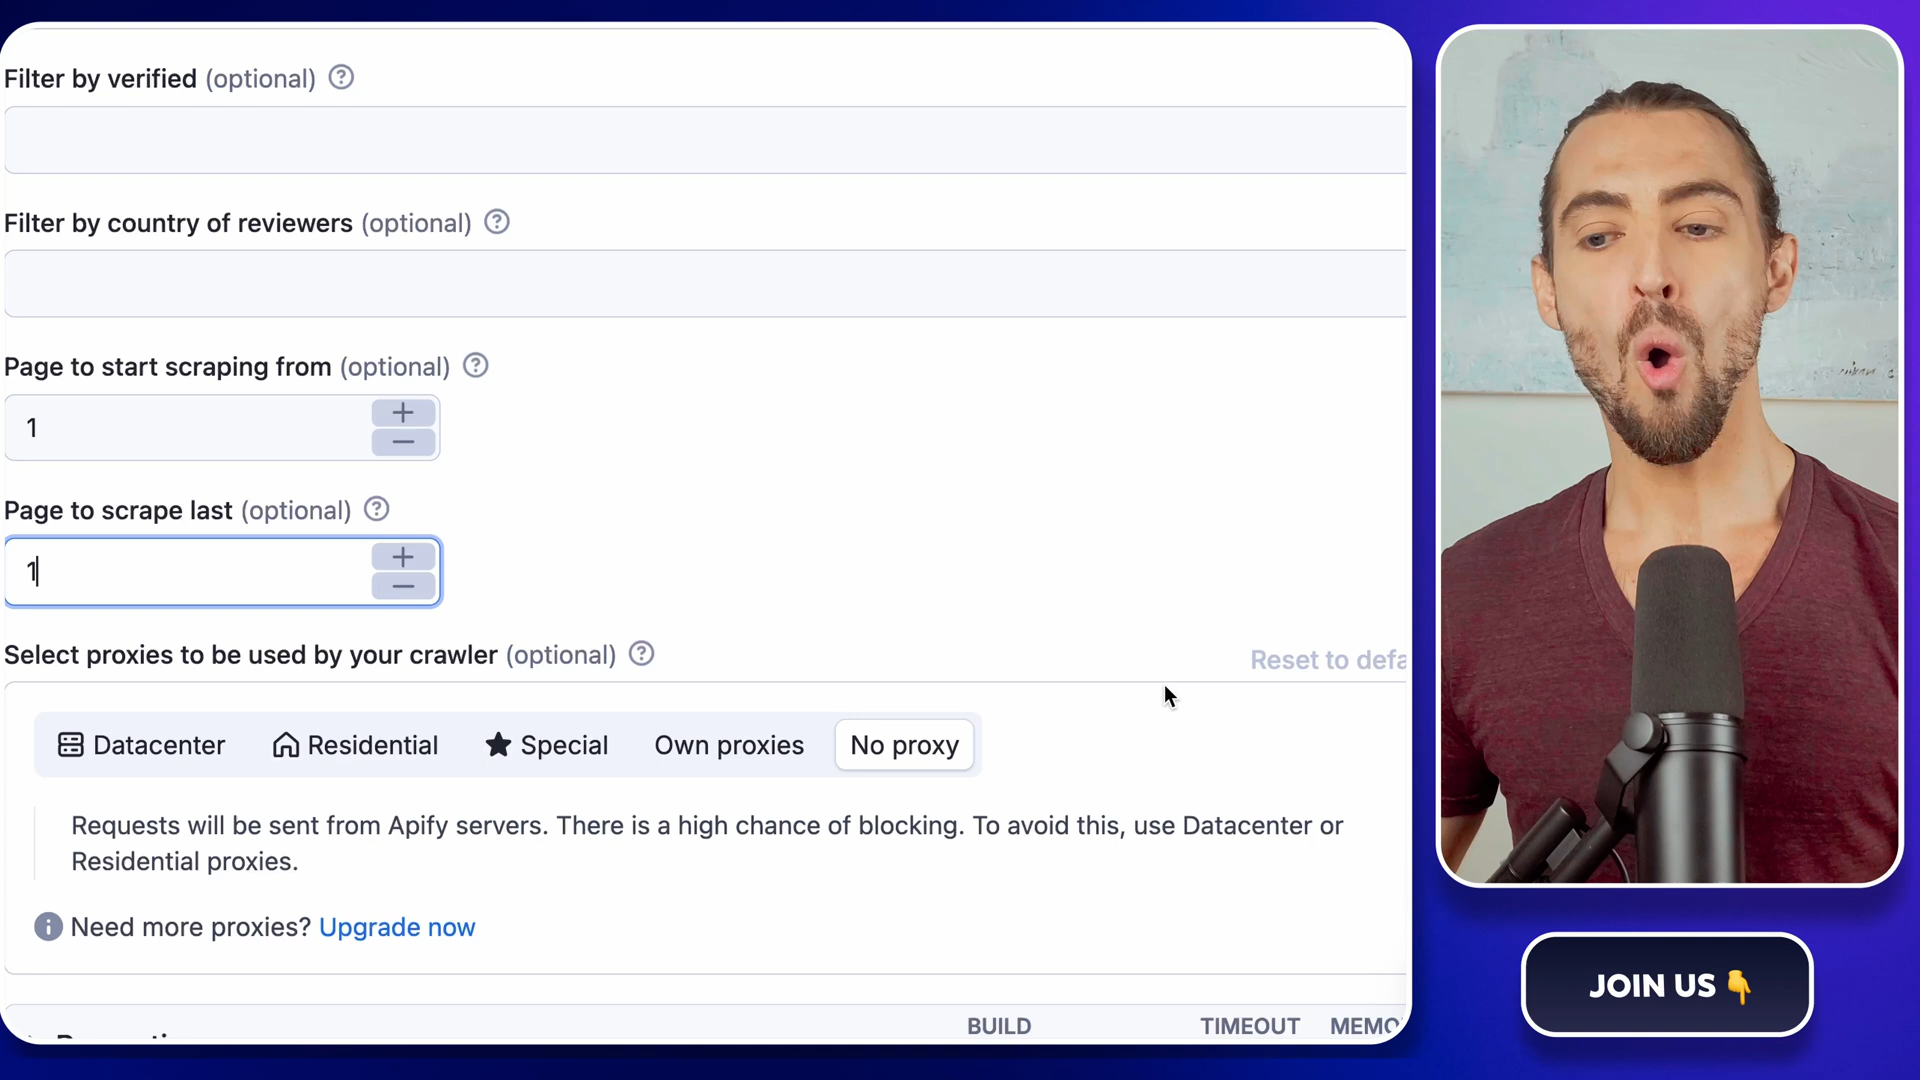 Filter by verified (optional)
Filter by country of reviewers (optional)
Page to start scraping from (optional)
1
Page to scrape last (optional)
1
Select proxies to be used by your crawler (optional)
Reset to defa
Datacenter Residential Special Own proxies No proxy
Requests will be sent from Apify servers. There is a high chance of blocking. To avoid this, use Datacenter or
Residential proxies.
Need more proxies? Upgrade now
BUILD TIMEOUT MEMO
JOIN US 👇